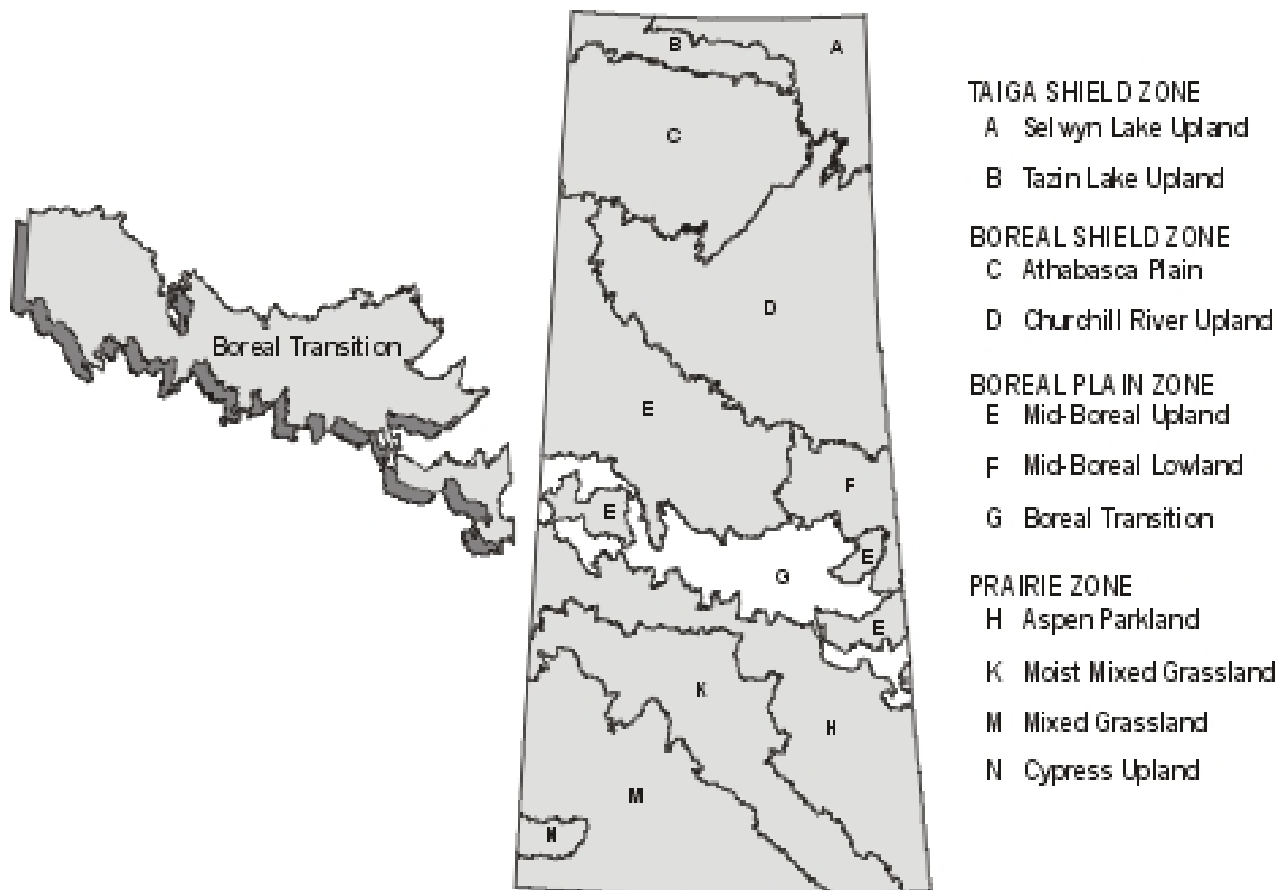 B
A
C
D
E
F
E
E
G
E
K
H
M
N
Boreal Transition
TAIGA SHIELD ZONE
A Selwyn Lake Upland
B Tazin Lake Upland
BOREAL SHIELD ZONE
C Athabasca Plain
D Churchill River Upland
BOREAL PLAIN ZONE
E Mid-Boreal Upland
F Mid-Boreal Lowland
G Boreal Transition
PRAIRIE ZONE
H Aspen Parkland
K Moist Mixed Grassland
M Mixed Grassland
N Cypress Upland